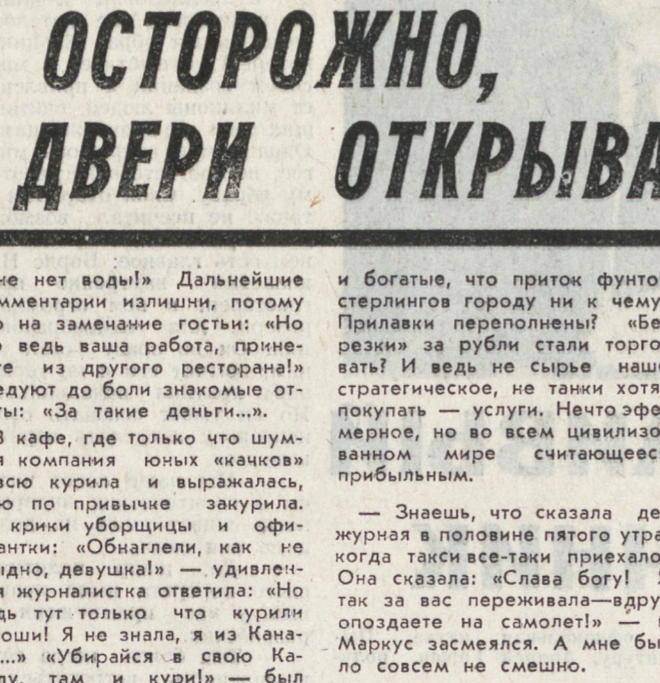 ОСТОРОЖНО,
ДВЕРИ ОТКРЫВА
не нет воды!» Дальнейшие
мментарии излишни, потому
о на замечание гостьи: «Но
ведь ваша работа, прине-
те из другого ресторана!»
едуют до боли знакомые от-
ты: «За такие деньги...».
В кафе, где только что шум-
я компания юных «качков»
всю курила и выражалась,
ю по привычке закурила.
крики уборщицы и офи-
антки: «Обнаглели, как не
ыдно, девушка!» — удивлен-
я журналистка ответила: «Но
дь тут только что курили
оши! Я не знала, я из Кана-
...» «Убирайся в свою Ка-
ду, там и кури!» — был
и богатые, что приток фунто
стерлингов городу ни к чему
Прилавки переполнены? «Бе
резки» за рубли стали торго
вать? И ведь не сырье наше
стратегическое, не танки хотя
покупать — услуги. Нечто эфе
мерное, но во всем цивилизо
ванном мире считающеес
прибыльным.
— Знаешь, что сказала де
журная в половине пятого утра
когда такси все-таки приехало
Она сказала: «Слава богу! Я
так за вас переживала—вдру
опоздаете на самолет!» —
Маркус засмеялся. А мне бы
ло совсем не смешно.